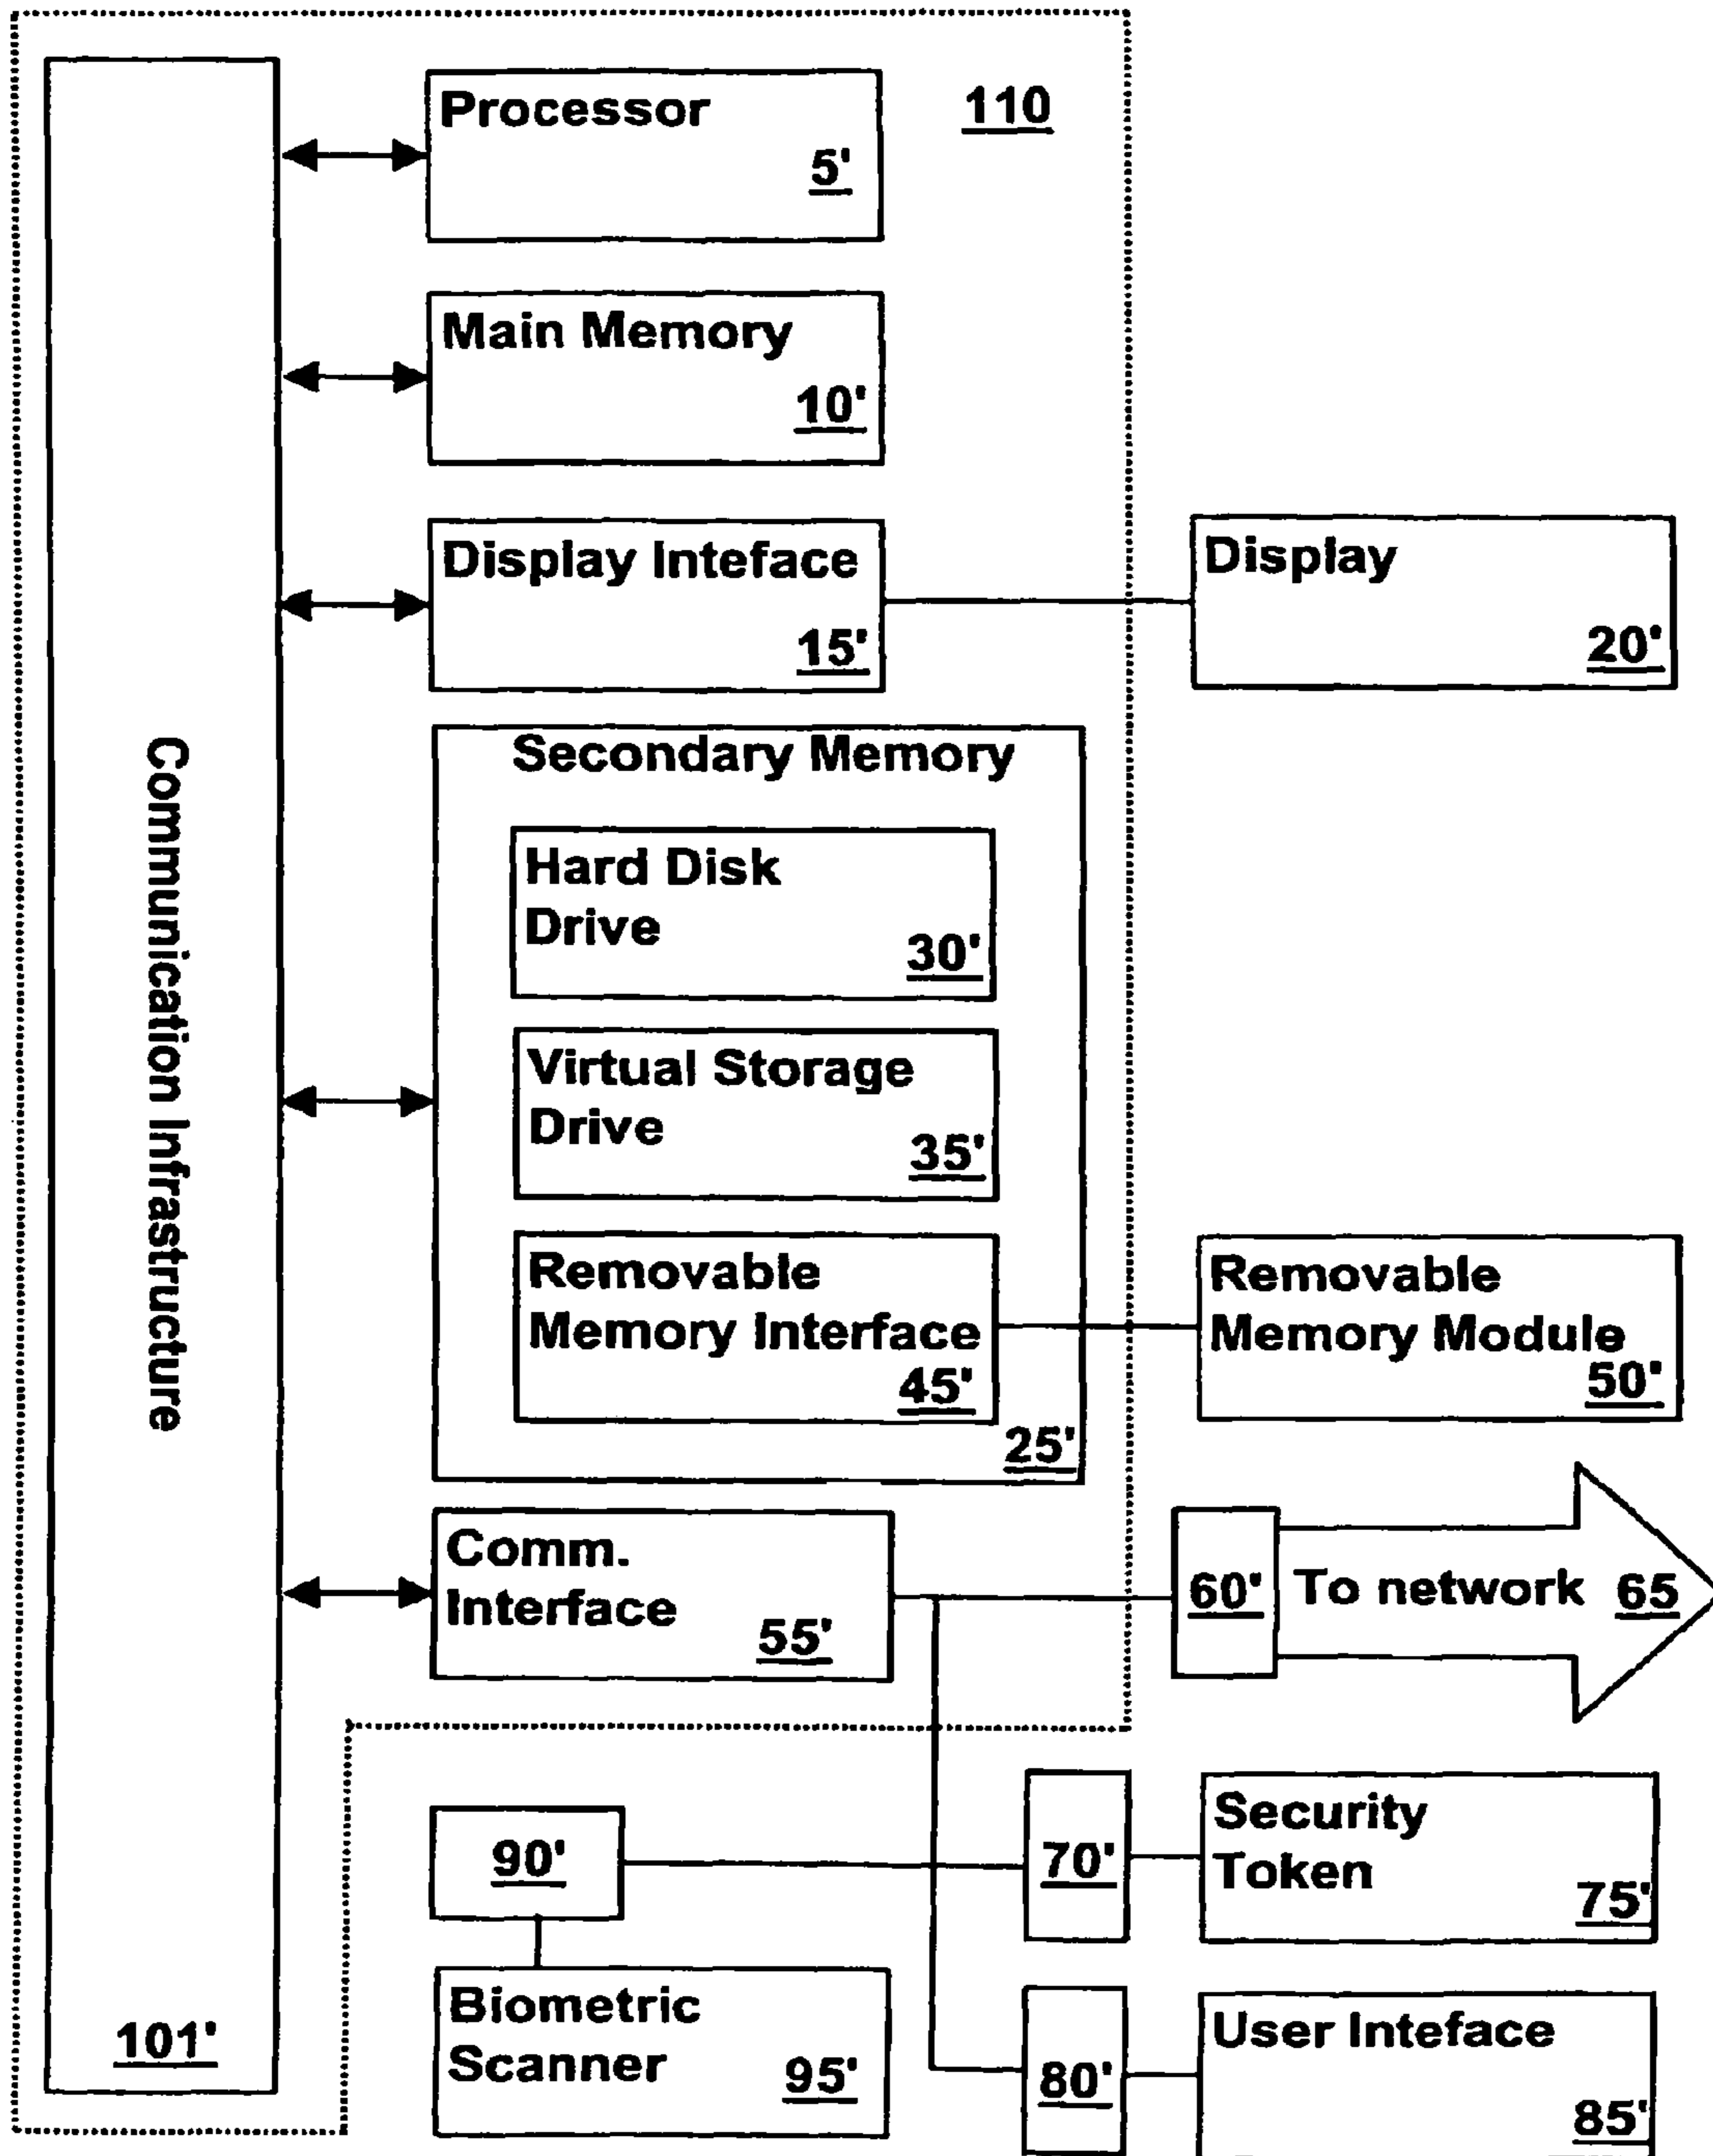 Processor
5'
110
Main Memory
10'
Display Inteface
15'
Display
20'
Communication Infrastructure
101'
Secondary Memory
Hard Disk
Drive
30'
Virtual Storage
Drive
35'
Removable
Memory Interface
45'
25'
Removable
Memory Module
50'
Comm.
Interface
55'
60'
To network 65
90'
70'
Security
Token
75'
Biometric
Scanner
95'
80'
User Inteface
85'